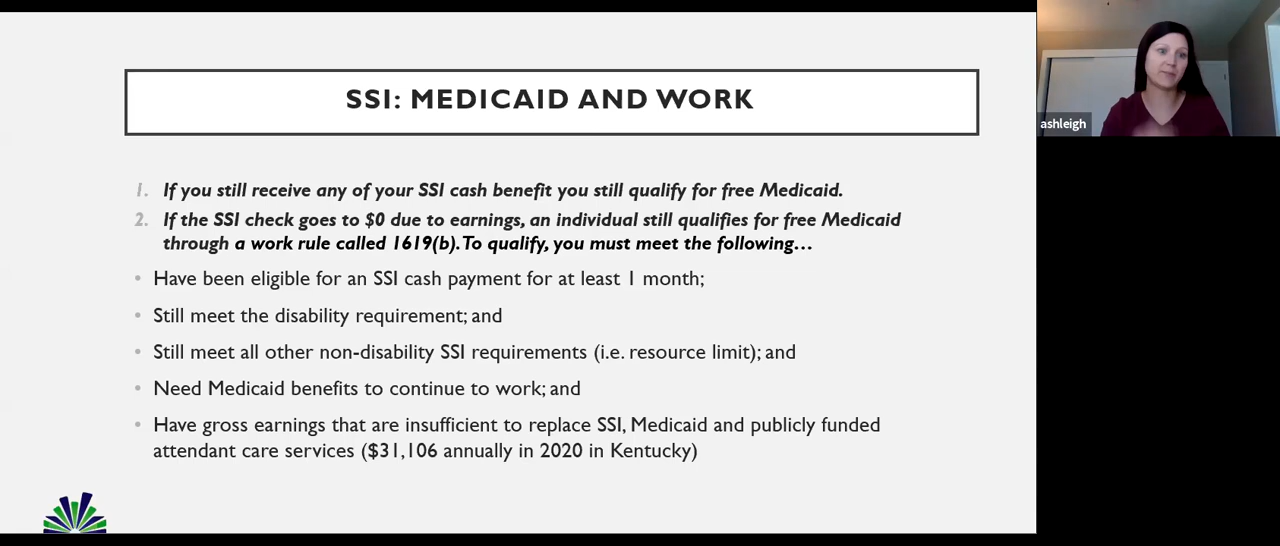 SSI: MEDICAID AND WORK
ashleigh
1. If you still receive any of your SSI cash benefit you still qualify for free Medicaid.
2. If the SSI check goes to $0 due to earnings, an individual still qualifies for free Medicaid
through a work rule called 1619(b). To qualify, you must meet the following…
• Have been eligible for an SSI cash payment for at least 1 month;
• Still meet the disability requirement; and
• Still meet all other non-disability SSI requirements (i.e. resource limit); and
• Need Medicaid benefits to continue to work; and
• Have gross earnings that are insufficient to replace SSI, Medicaid and publicly funded
attendant care services ($31,106 annually in 2020 in Kentucky)